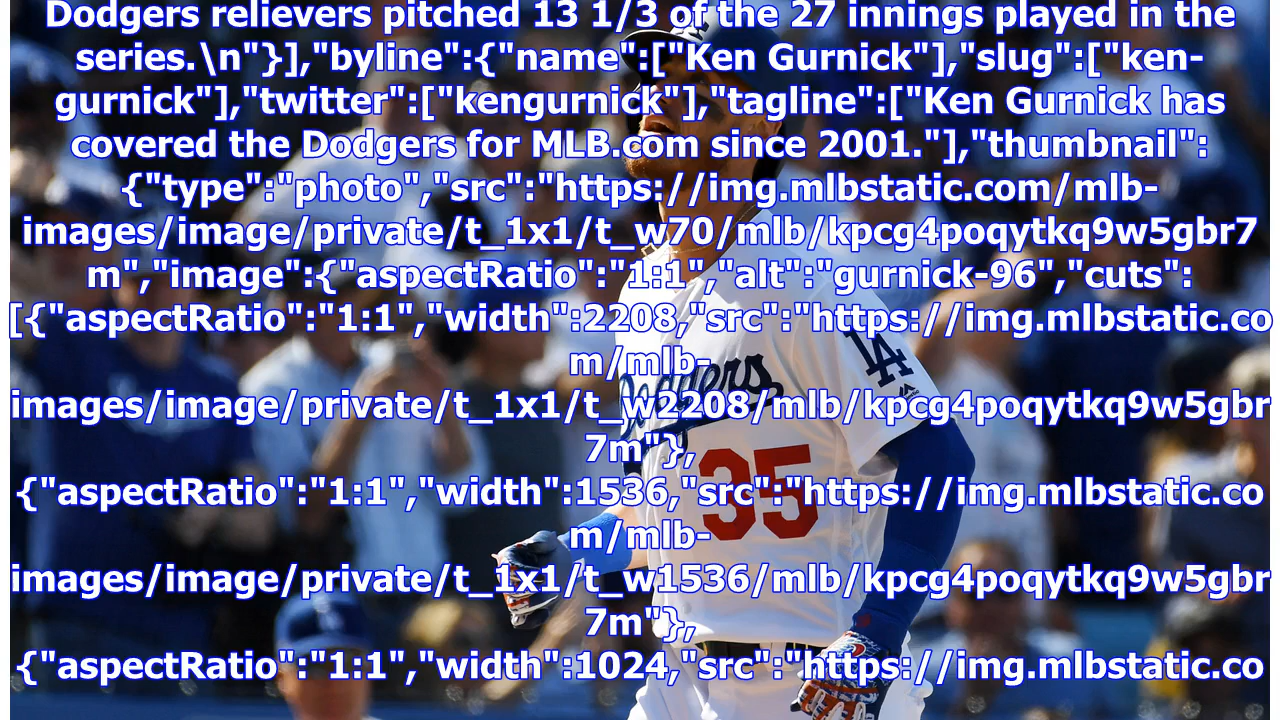 Dodgers relievers pitched 13 1/3 of the 27 innings played in the
series.\n"}],"byline":{"name":["Ken Gurnick"],"slug":["ken-
gurnick"],"twitter":["kengurnick"],"tagline":["Ken Gurnick has
covered the Dodgers for MLB.com since 2001."],"thumbnail":
{"type":"photo","src":"https://img.mlbstatic.com/mlb-
images/image/private/t_1x1/t_w70/mlb/kpcg4poqytkq9w5gbr7
m","image":{"aspectRatio":"1:1","alt":"gurnick-96","cuts":
[{"aspectRatio":"1:1","width":2208,"src":"https://img.mlbstatic.co
m/mlb-
images/image/private/t_1x1/t_w2208/mlb/kpcg4poqytkq9w5gbr
7m"},
{"aspectRatio":"1:1","width":1536,"src":"https://img.mlbstatic.co
m/mlb-
images/image/private/t_1x1/t_w1536/mlb/kpcg4poqytkq9w5gbr
7m"},
{"aspectRatio":"1:1","width":1024,"src":"https://img.mlbstatic.co
LA
Dodgers
35